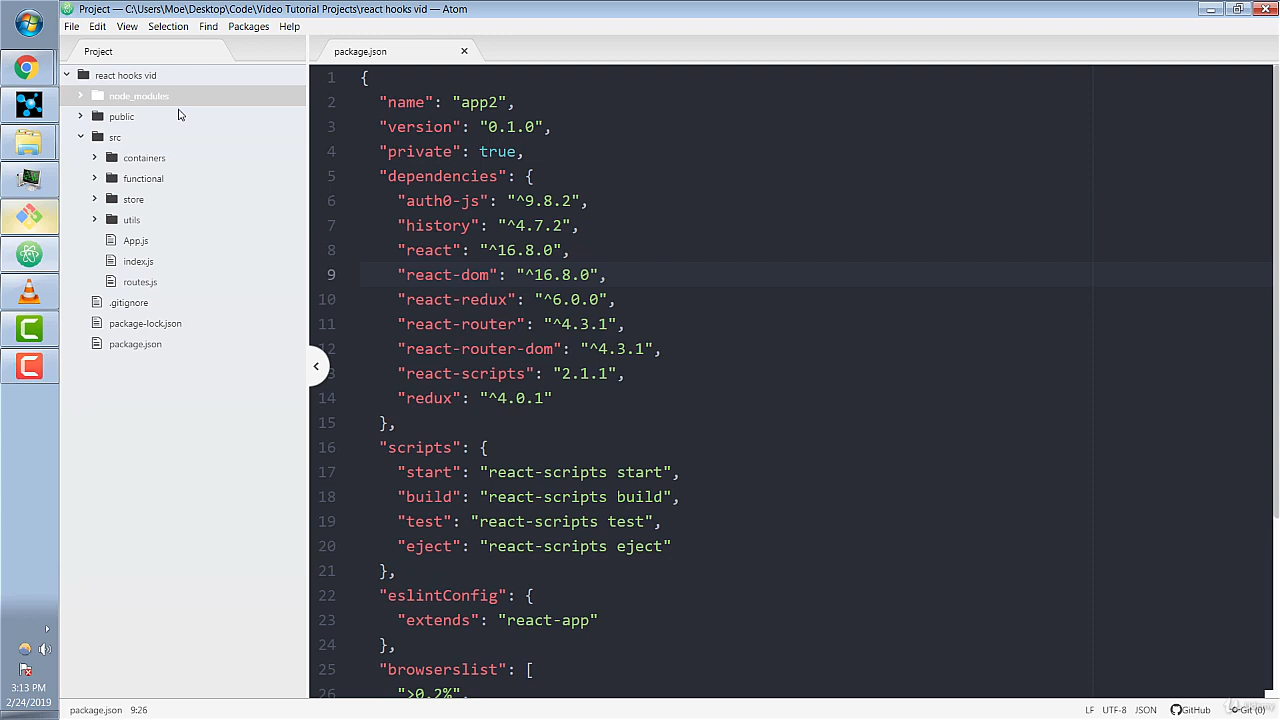 Project — C:\Users\Moe\Desktop\Code\Video Tutorial Projects\react hooks vid — Atom
File Edit View Selection Find Packages Help
Project
package.json
react hooks vid
node_modules
public
src
containers
functional
store
utils
App.js
index.js
routes.js
.gitignore
package-lock.json
package.json
1 {
2 "name": "app2",
3 "version": "0.1.0",
4 "private": true,
5 "dependencies": {
6 "auth0-js": "^9.8.2",
7 "history": "^4.7.2",
8 "react": "^16.8.0",
9 "react-dom": "^16.8.0",
10 "react-redux": "^6.0.0",
11 "react-router": "^4.3.1",
12 "react-router-dom": "^4.3.1",
13 "react-scripts": "2.1.1",
14 "redux": "^4.0.1"
15 },
16 "scripts": {
17 "start": "react-scripts start",
18 "build": "react-scripts build",
19 "test": "react-scripts test",
20 "eject": "react-scripts eject"
21 },
22 "eslintConfig": {
23 "extends": "react-app"
24 },
25 "browserslist": [
26 ">0.2%",
3:13 PM
2/24/2019
package.json 9:26
LF UTF-8 JSON GitHub Git (0)